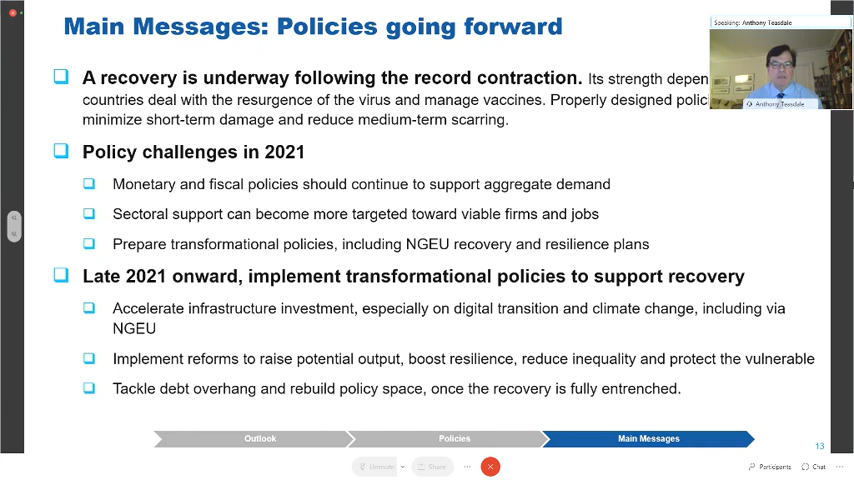 Main Messages: Policies going forward
Speaking: Anthony Teasdale
Anthony Teasdale
A recovery is underway following the record contraction. Its strength
countries deal with the resurgence of the virus and manage vaccines. Properly designed
minimize short-term damage and reduce medium-term scarring.
Policy challenges in 2021
Monetary and fiscal policies should continue to support aggregate demand
Sectoral support can become more targeted toward viable firms and jobs
Prepare transformational policies, including NGEU recovery and resilience plans
Late 2021 onward, implement transformational policies to support recovery
Accelerate infrastructure investment, especially on digital transition and climate change, including via
NGEU
Implement reforms to raise potential output, boost resilience, reduce inequality and protect the vulnerable
Tackle debt overhang and rebuild policy space, once the recovery is fully entrenched.
Outlook
Policies
Main Messages
13
Unmute
Share
Participants
Chat